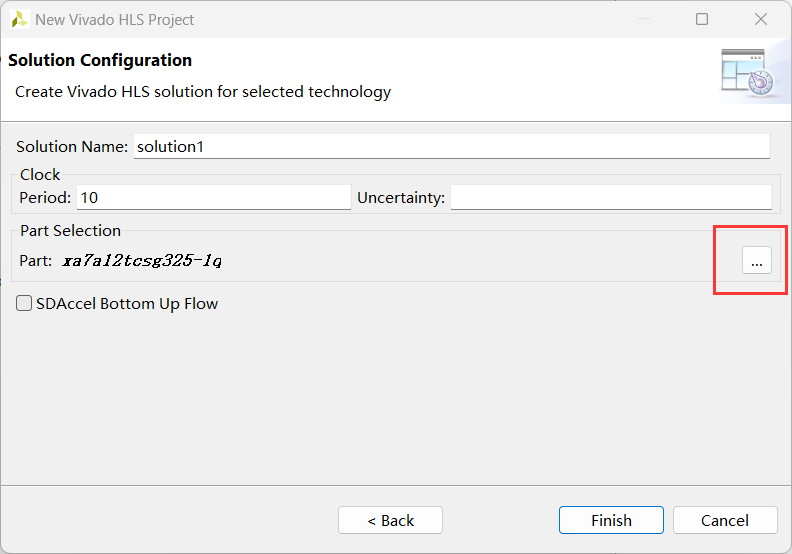 New Vivado HLS Project
Solution Configuration
Create Vivado HLS solution for selected technology
Solution Name: solution1
Clock
Period: 10 Uncertainty:
Part Selection
Part: xa7a12tcsg325-1q ...
SDAccel Bottom Up Flow
< Back Finish Cancel